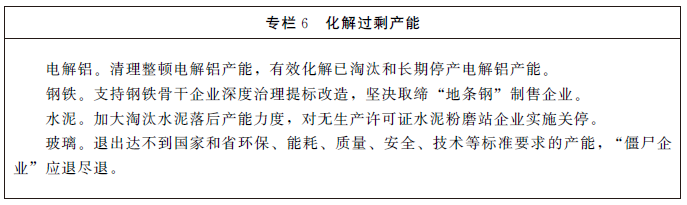 专栏6 化解过剩产能
电解铝。清理整顿电解铝产能，有效化解已淘汰和长期停产电解铝产能。
钢铁。支持钢铁骨干企业深度治理提标改造，坚决取缔“地条钢”制售企业。
水泥。加大淘汰水泥落后产能力度，对无生产许可证水泥粉磨站企业实施关停。
玻璃。退出达不到国家和省环保、能耗、质量、安全、技术等标准要求的产能，“僵尸企
业”应退尽退。